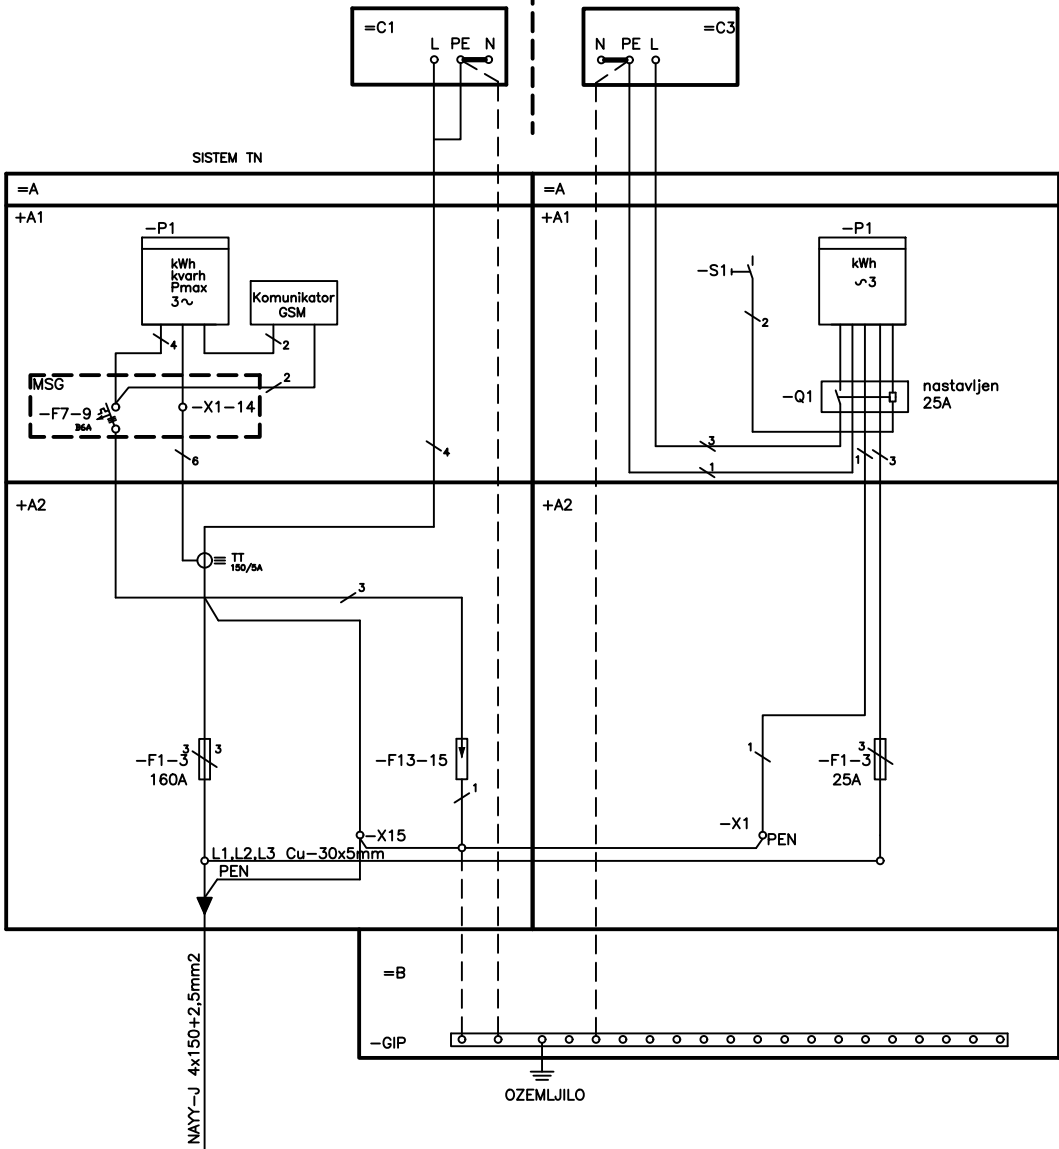 =C1
L PE N
N PE L
=C3
SISTEM TN
=A
=A
+A1
+A1
-P1
kWh
kvarh
Pmax
3~
Komunikator
GSM
4
2
2
MSG
-F7-9
B6A
-X1-14
6
4
-P1
kWh
~3
-S1
2
-Q1
nastavljen
25A
3
1
1
3
+A2
+A2
TT
150/5A
3
-F1-3
160A
3
3
-F13-15
1
-X15
L1,L2,L3 Cu-30x5mm
PEN
1
-X1
PEN
3
-F1-3
25A
NAYY-J 4x150+2,5mm2
=B
-GIP
OZEMLJILO